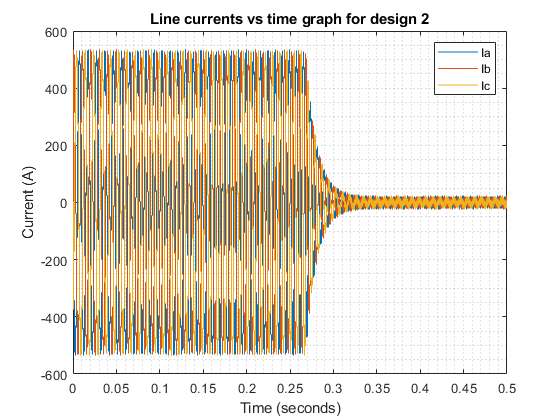 Line currents vs time graph for design 2
Ia
Ib
Ic
600
400
200
0
-200
-400
-600
Current (A)
0 0.05 0.1 0.15 0.2 0.25 0.3 0.35 0.4 0.45 0.5
Time (seconds)